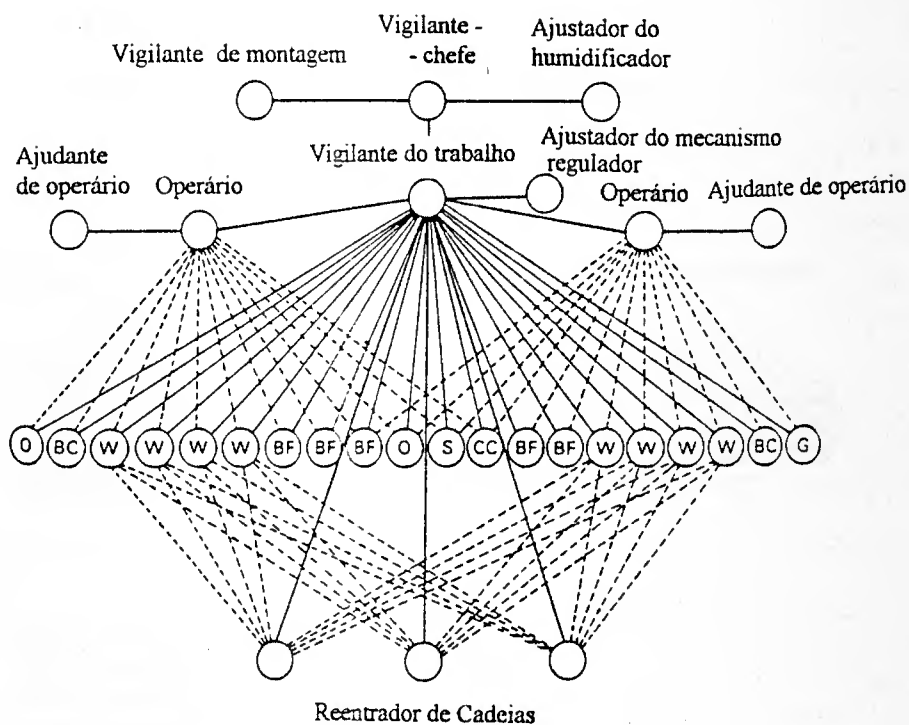 Vigilante de montagem
Vigilante -
- chefe
Ajustador do
humidificador
Ajudante
de operário
Operário
Vigilante do trabalho
Ajustador do mecanismo
regulador
Operário
Ajudante de operário
O BC W W W W BF BF BF O S CC BF BF W W W W BC G
Reentrador de Cadeias